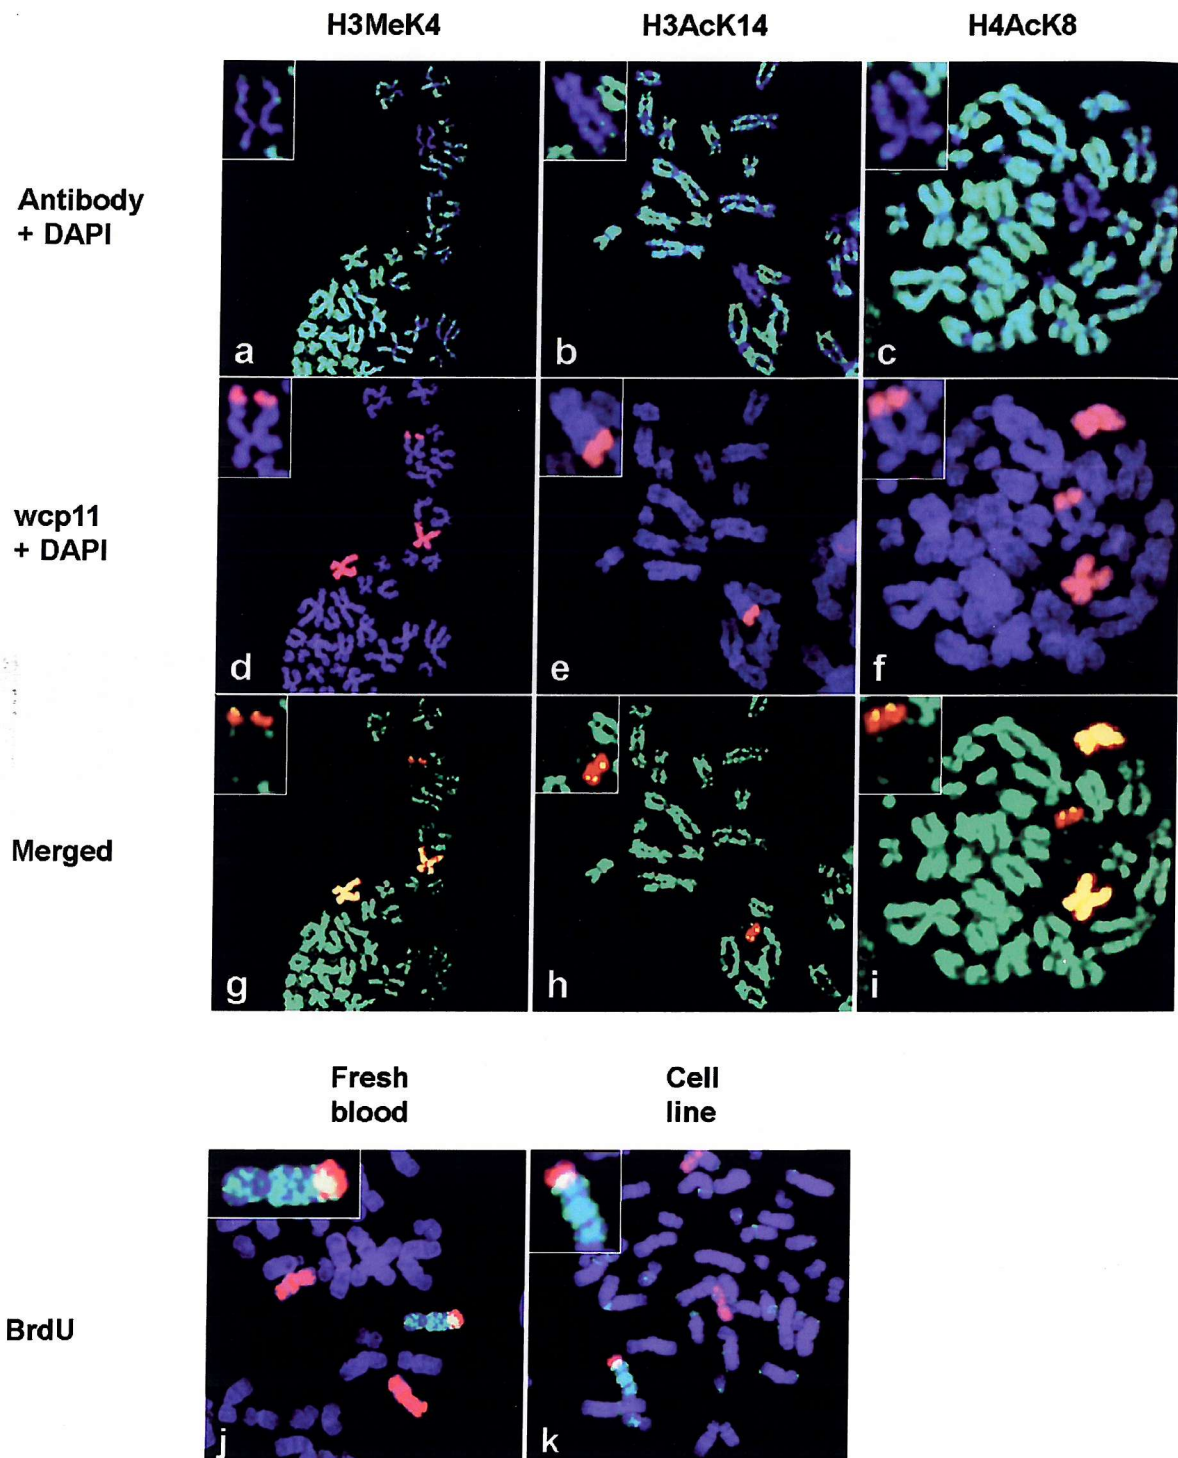 H3MeK4 H3AcK14 H4AcK8
Antibody
+ DAPI
a b c
wcp11
+ DAPI
d e f
Merged
g h i
Fresh
blood
Cell
line
BrdU
j k